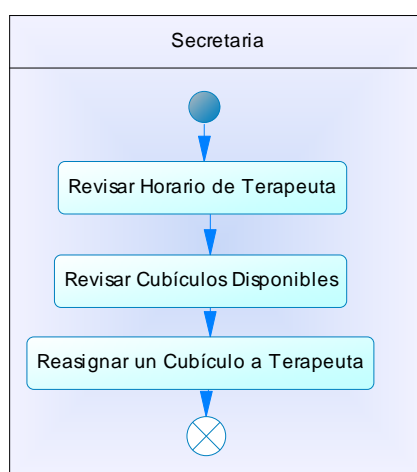 Secretaria
Revisar Horario de Terapeuta
Revisar Cubículos Disponibles
Reasignar un Cubículo a Terapeuta